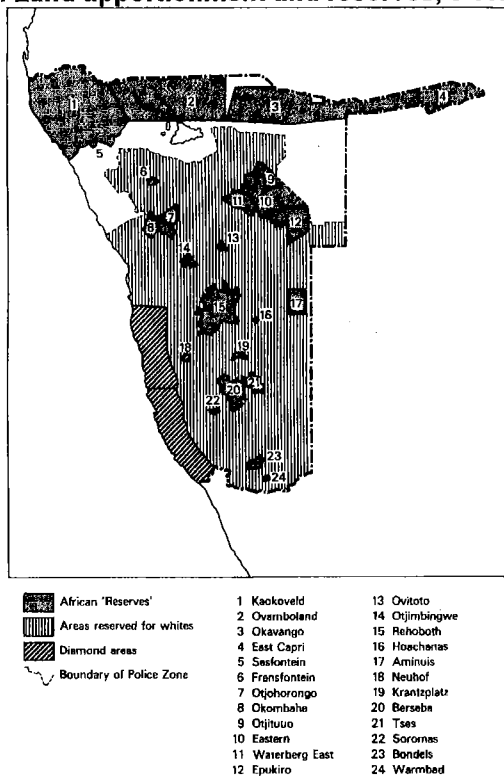 Land apportionment and
1
2
3
4
5
6
7
8
9
10
11
12
13
14
15
16
17
18
19
20
21
22
23
24
African 'Reserves'
Areas reserved for whites
Diamond areas
Boundary of Police Zone
1 Kaokoveld
2 Ovamboland
3 Okavango
4 East Capri
5 Sesfontein
6 Fransfontein
7 Otjohorongo
8 Okombahe
9 Otjituuo
10 Eastern
11 Waterberg East
12 Epukiro
13 Ovitoto
14 Otjimbingwe
15 Rehoboth
16 Hoachanas
17 Aminuis
18 Neuhof
19 Krantzplatz
20 Berseba
21 Tses
22 Soromas
23 Bondels
24 Warmbad